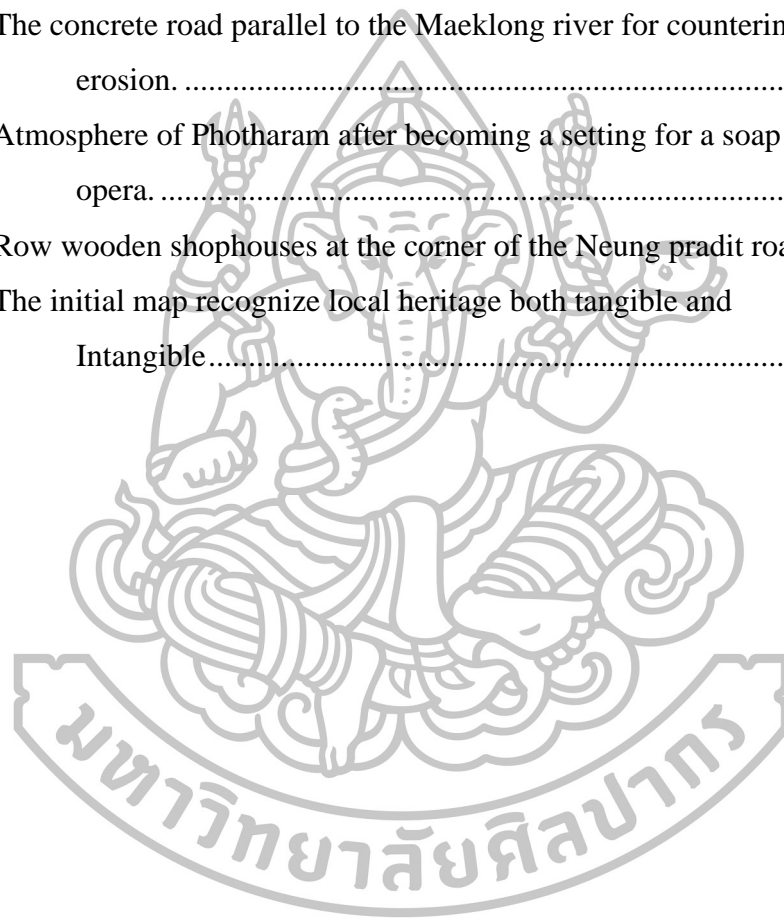 The concrete road parallel to the Maeklong river for counterin
erosion. ...........................................................................
Atmosphere of Photharam after becoming a setting for a soap
opera. ..............................................................................
Row wooden shophouses at the corner of the Neung pradit roa
The initial map recognize local heritage both tangible and
Intangible........................................................................
มหาวิทยาลัยศิลปากร